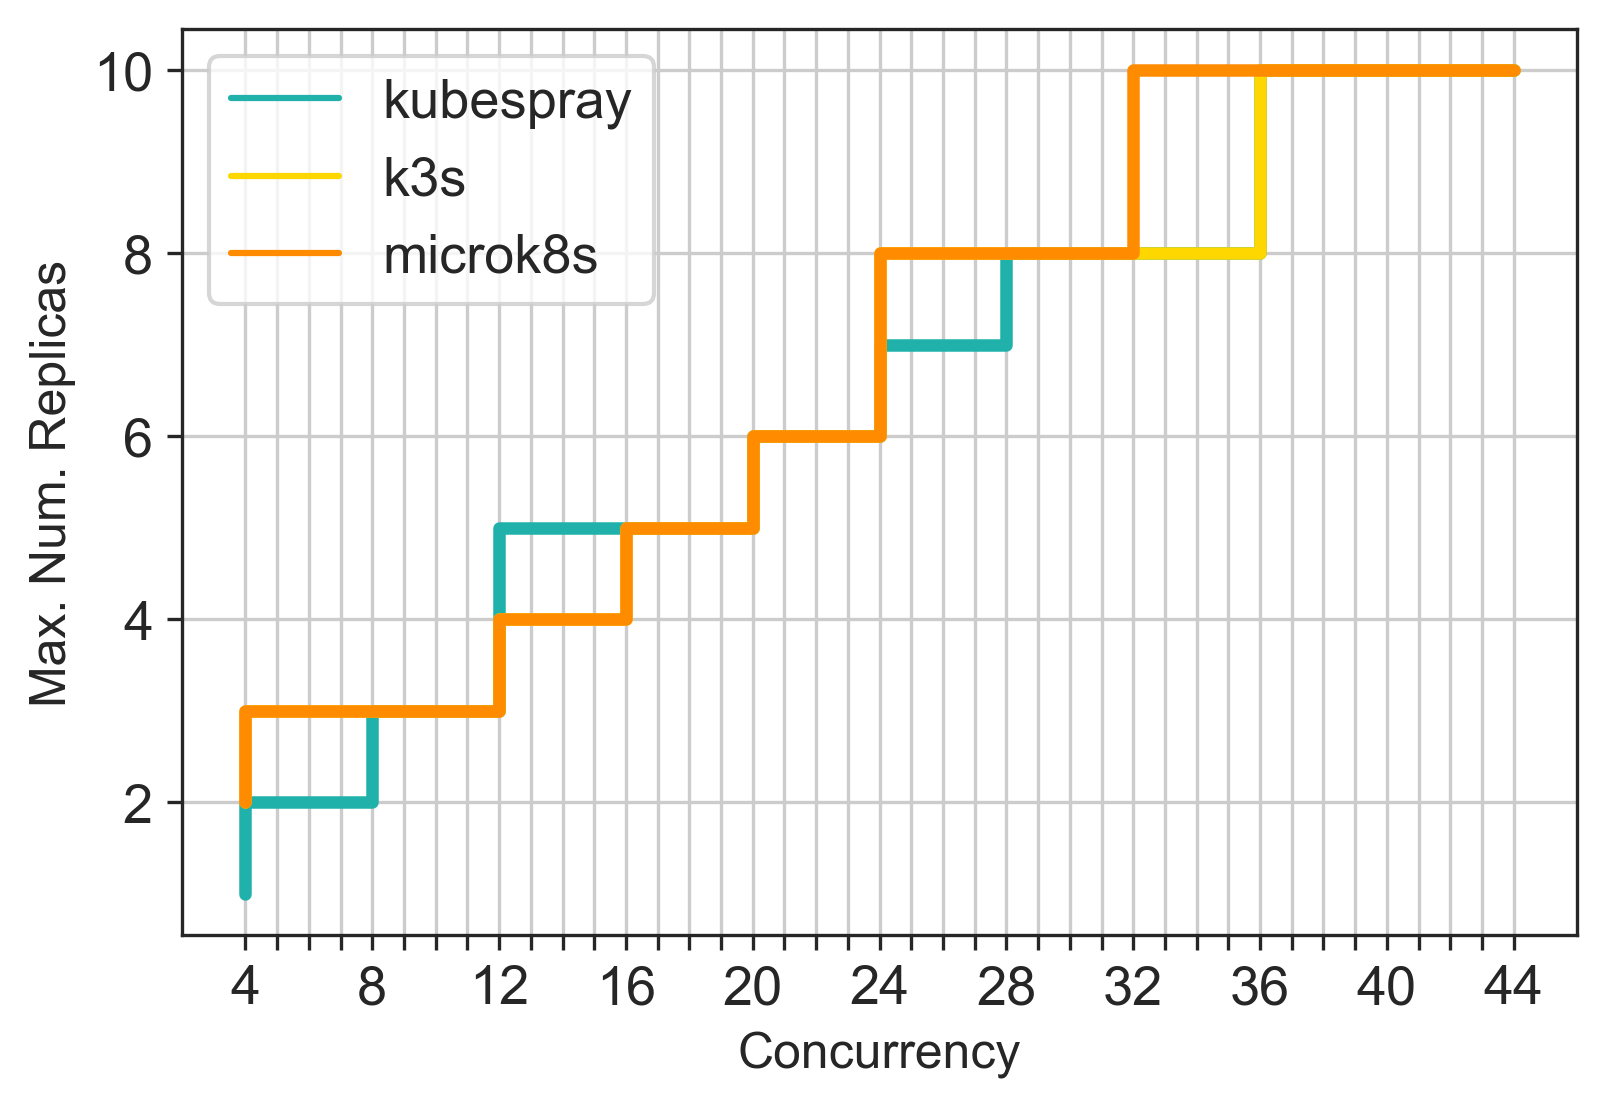 10
8
6
4
2
Max. Num. Replicas
kubespray
k3s
microk8s
4 8 12 16 20 24 28 32 36 40 44
Concurrency